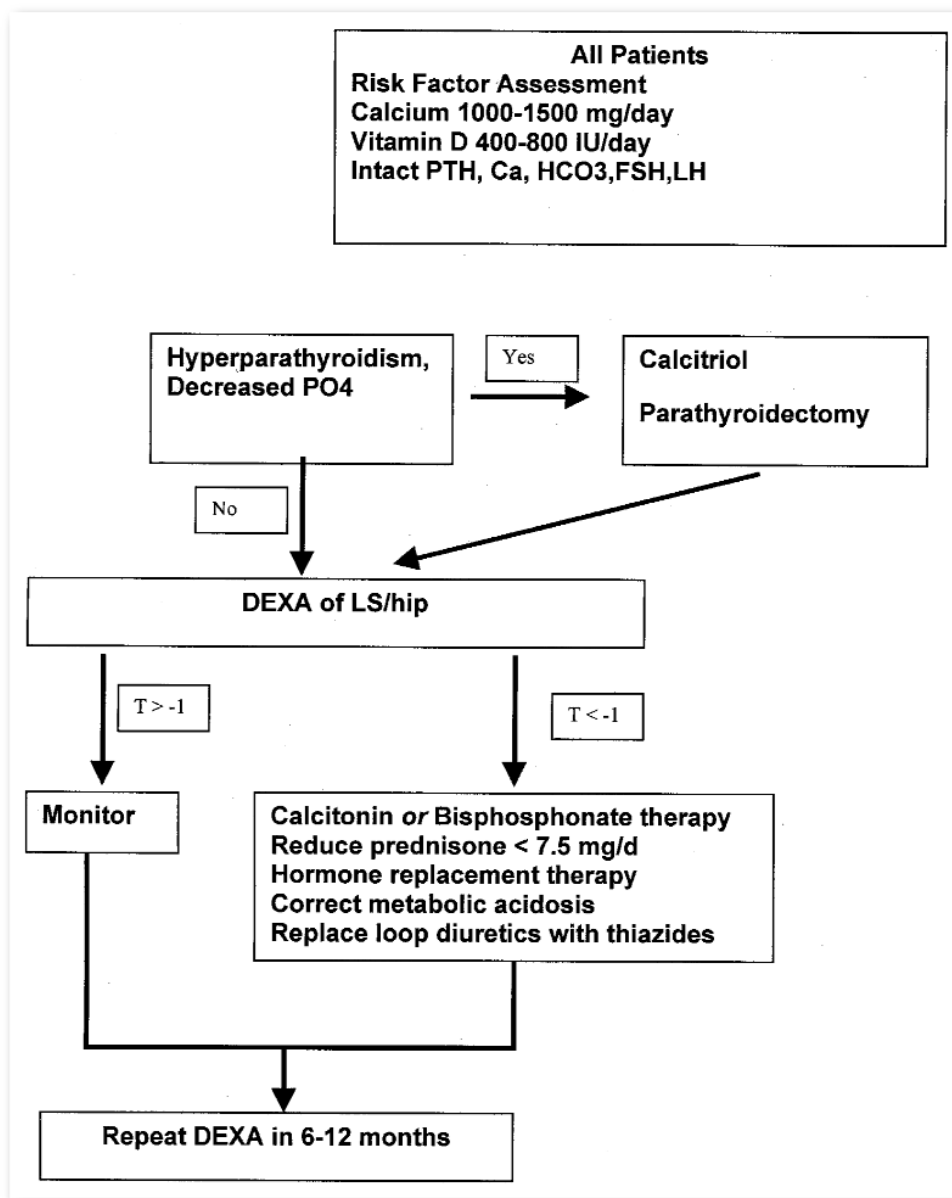 All Patients
Risk Factor Assessment
Calcium 1000-1500 mg/day
Vitamin D 400-800 IU/day
Intact PTH, Ca, HCO3,FSH,LH
Hyperparathyroidism,
Decreased PO4
Yes
Calcitriol
Parathyroidectomy
No
DEXA of LS/hip
T > -1
T < -1
Monitor
Calcitonin or Bisphosphonate therapy
Reduce prednisone < 7.5 mg/d
Hormone replacement therapy
Correct metabolic acidosis
Replace loop diuretics with thiazides
Repeat DEXA in 6-12 months